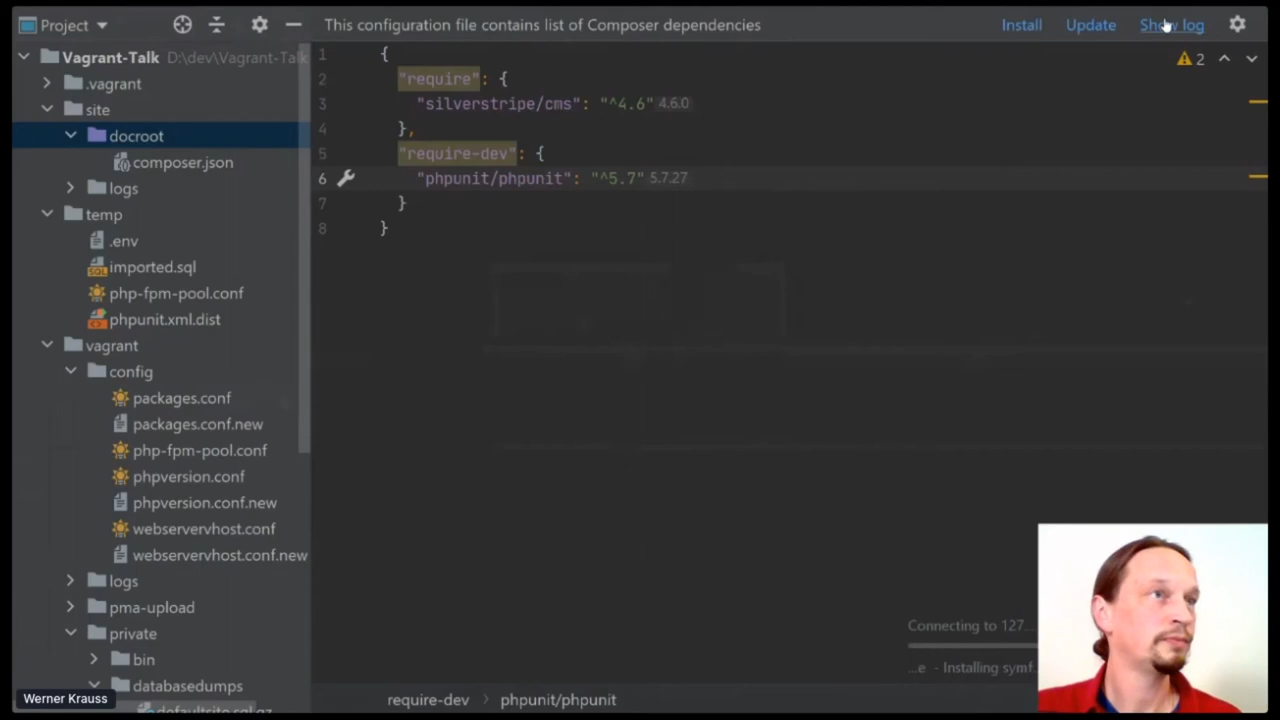 Project
This configuration file contains list of Composer dependencies
Install
Update
Show log
Vagrant-Talk D:\dev\Vagrant-Talk
.vagrant
site
docroot
composer.json
logs
temp
.env
imported.sql
php-fpm-pool.conf
phpunit.xml.dist
vagrant
config
packages.conf
packages.conf.new
php-fpm-pool.conf
phpversion.conf
phpversion.conf.new
webservervhost.conf
webservervhost.conf.new
logs
pma-upload
private
bin
databasedumps
defaultsite.sql.gz
Werner Krauss
1 {
2 "require": {
3 "silverstripe/cms": "^4.6" 4.6.0
4 },
5 "require-dev": {
6 "phpunit/phpunit": "^5.7" 5.7.27
7 }
8 }
2
Connecting to 127...
...e - Installing symf
require-dev > phpunit/phpunit